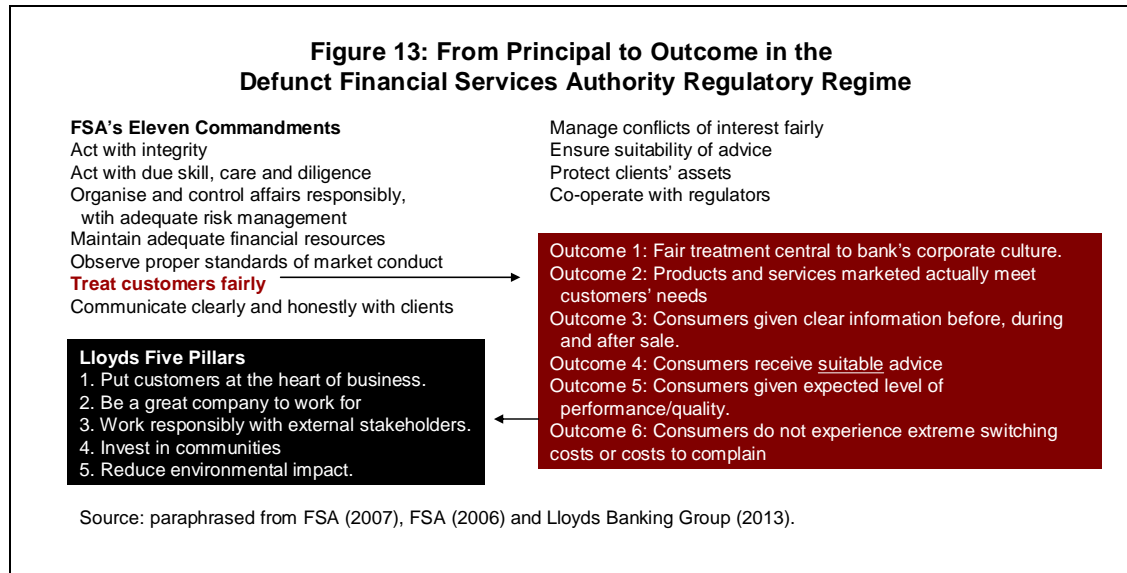 Figure 13: From Principal to Outcome in the
Defunct Financial Services Authority Regulatory Regime
FSA's Eleven Commandments
Act with integrity
Act with due skill, care and diligence
Organise and control affairs responsibly,
wtih adequate risk management
Maintain adequate financial resources
Observe proper standards of market conduct
Treat customers fairly
Communicate clearly and honestly with clients
Manage conflicts of interest fairly
Ensure suitability of advice
Protect clients' assets
Co-operate with regulators
Outcome 1: Fair treatment central to bank's corporate culture.
Outcome 2: Products and services marketed actually meet
customers' needs
Outcome 3: Consumers given clear information before, during
and after sale.
Outcome 4: Consumers receive suitable advice
Outcome 5: Consumers given expected level of
performance/quality.
Outcome 6: Consumers do not experience extreme switching
costs or costs to complain
Lloyds Five Pillars
1. Put customers at the heart of business.
2. Be a great company to work for
3. Work responsibly with external stakeholders.
4. Invest in communities
5. Reduce environmental impact.
Source: paraphrased from FSA (2007), FSA (2006) and Lloyds Banking Group (2013).